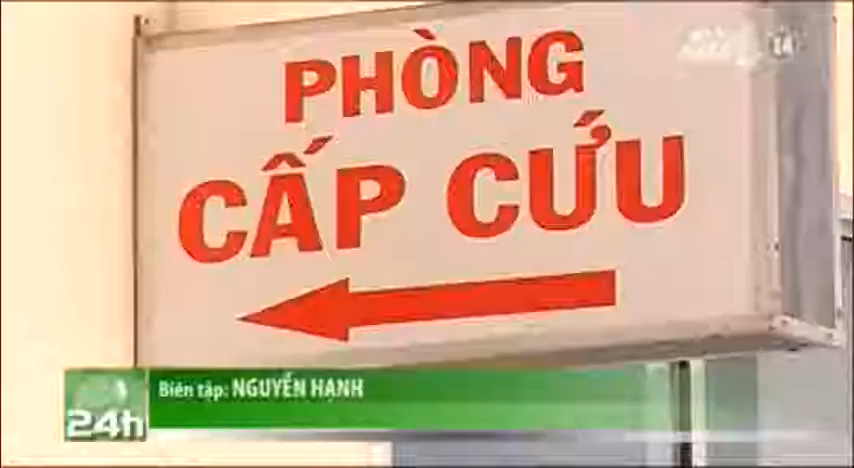 PHÒNG
CẤP CỨU
Biên tập: NGUYỄN HẠNH
24h